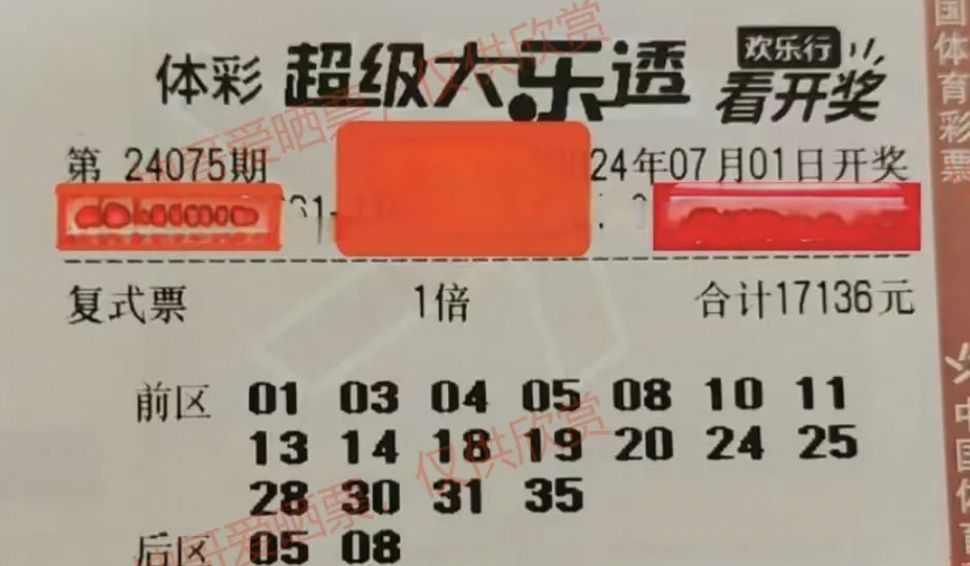 体彩 超级大乐透 欢乐行
看开奖
第 24075期 2024年07月01日开奖
复式票 1倍 合计17136元
前区 01 03 04 05 08 10 11
13 14 18 19 20 24 25
28 30 31 35
后区 05 08
哥爱晒票,仅供欣赏
哥爱晒票,仅供欣赏
国体育彩票
中国体育